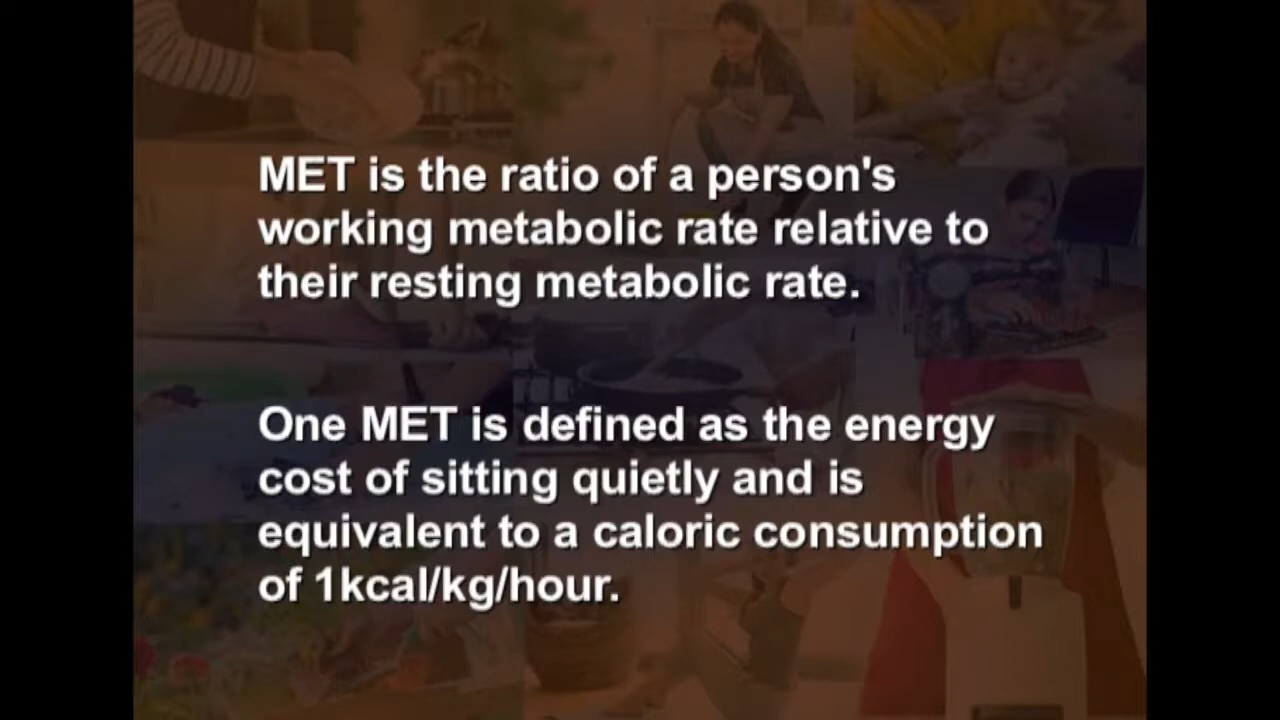 MET is the ratio of a person's
working metabolic rate relative to
their resting metabolic rate.
One MET is defined as the energy
cost of sitting quietly and is
equivalent to a caloric consumption
of 1kcal/kg/hour.